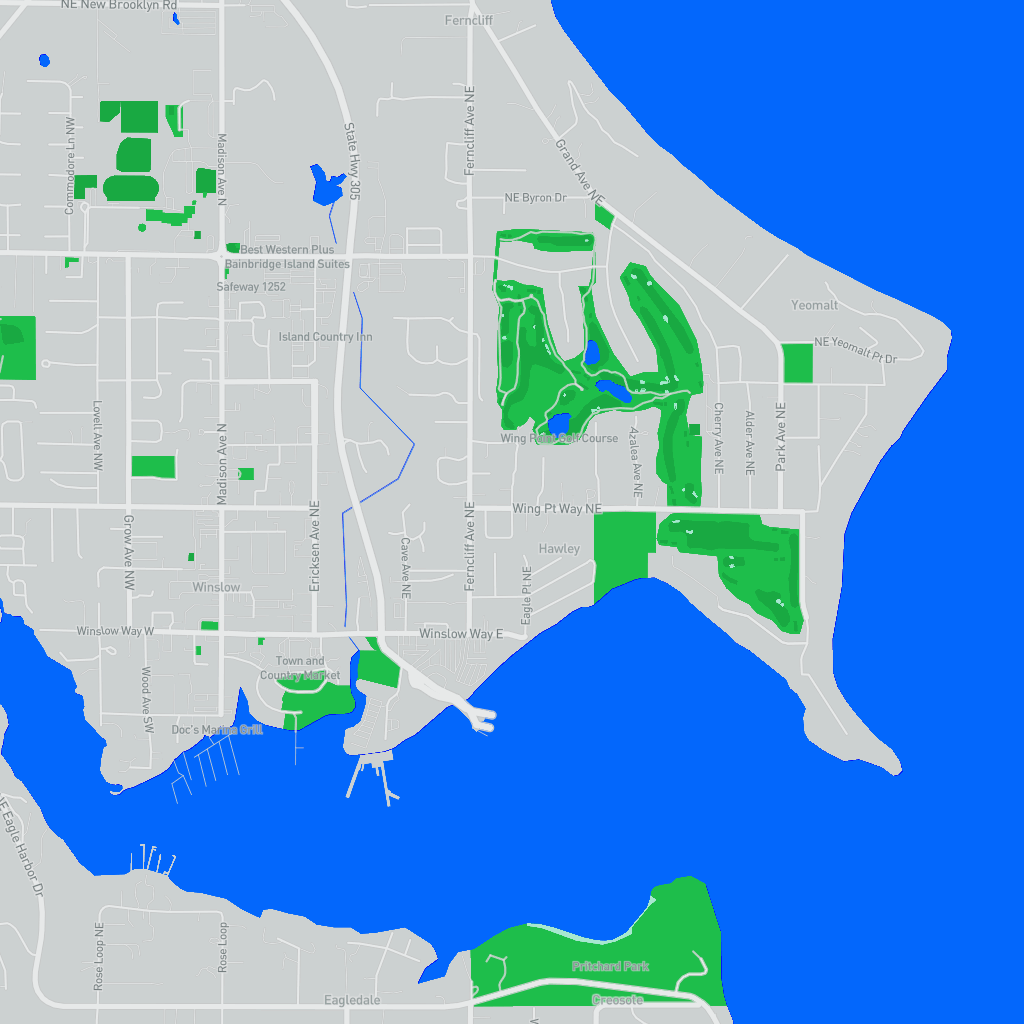 NE New Brooklyn Rd
Ferncliff
Commodore Ln NW
Madison Ave N
State Hwy 305
Ferncliff Ave NE
Grand Ave NE
NE Byron Dr
Best Western Plus
Bainbridge Island Suites
Safeway 1252
Island Country Inn
Yeomalt
NE Yeomalt Pt Dr
Lovell Ave NW
Madison Ave N
Wing Point Golf Course
Azalea Ave NE
Cherry Ave NE
Alder Ave NE
Park Ave NE
Wing Pt Way NE
Grow Ave NW
Ericksen Ave NE
Cave Ave NE
Ferncliff Ave NE
Hawley
Eagle Pl NE
Winslow
Winslow Way W
Winslow Way E
Wood Ave SW
Town and
Country Market
Doc's Marina Grill
NE Eagle Harbor Dr
Rose Loop NE
Rose Loop
Pritchard Park
Eagledale
Creosote